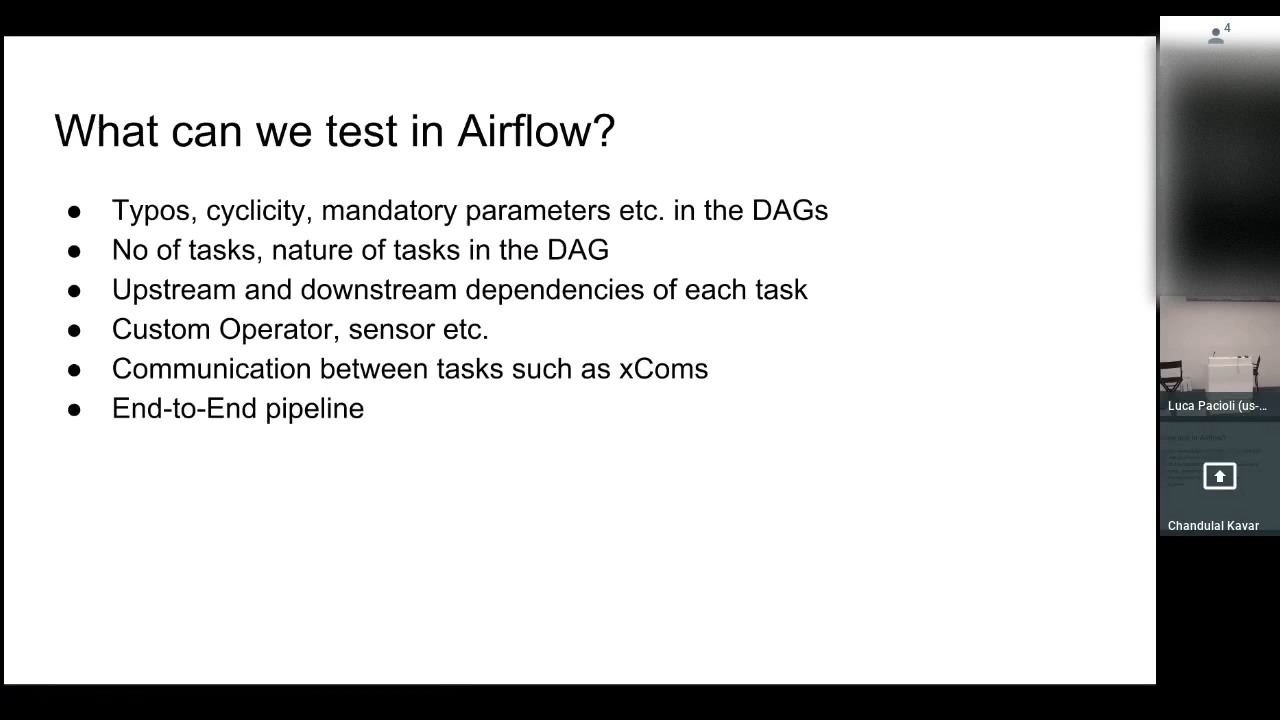 What can we test in Airflow?
● Typos, cyclicity, mandatory parameters etc. in the DAGs
● No of tasks, nature of tasks in the DAG
● Upstream and downstream dependencies of each task
● Custom Operator, sensor etc.
● Communication between tasks such as xComs
● End-to-End pipeline
4
Luca Pacioli (us-...
Chandulal Kavar